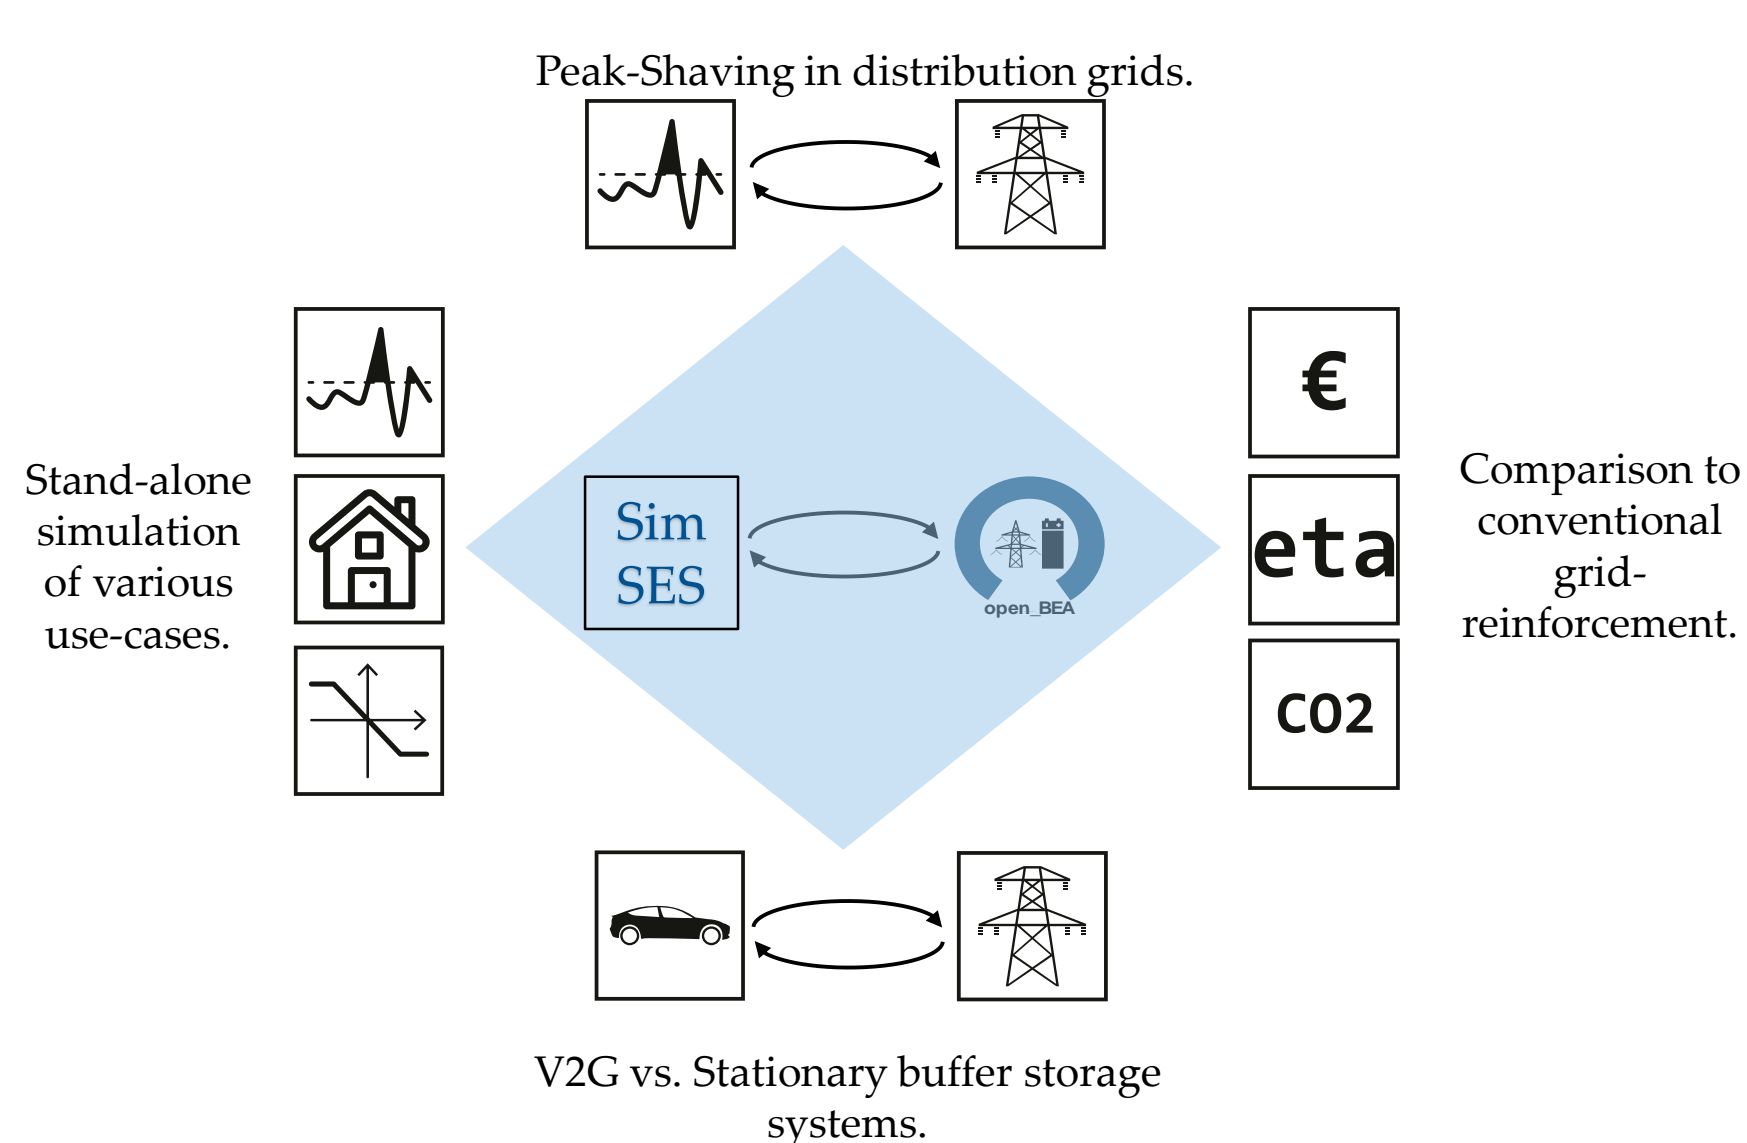 Peak-Shaving in distribution grids.
Stand-alone
simulation
of various
use-cases.
Sim
SES
open_BEA
€
eta
CO2
Comparison to
conventional
grid-
reinforcement.
V2G vs. Stationary buffer storage
systems.